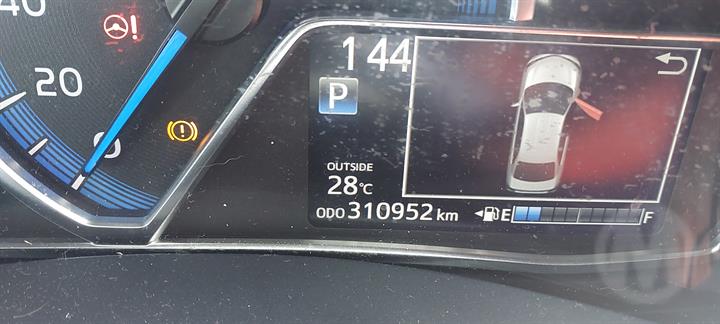 40
20
0
!
(!)
1 44
P
OUTSIDE
28°C
ODO 310952 km
E F